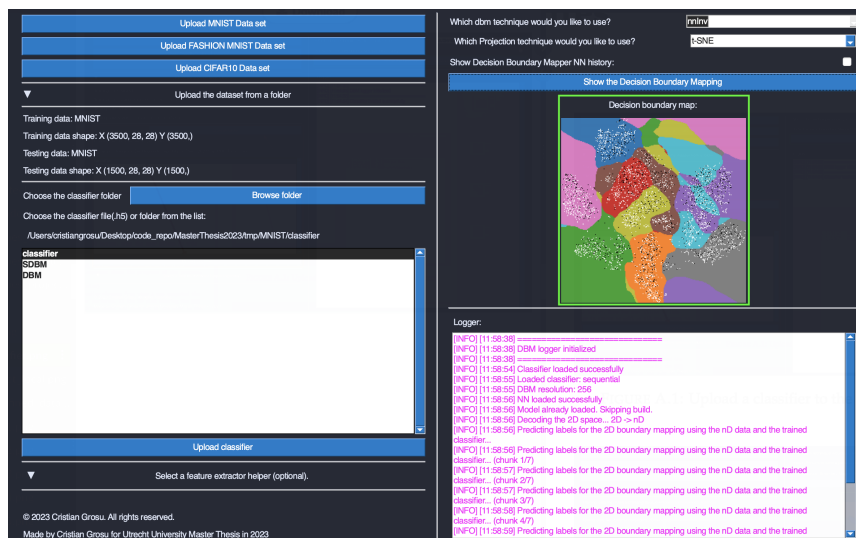 Upload MNIST Data set
Upload FASHION MNIST Data set
Upload CIFAR10 Data set
Upload the dataset from a folder
Training data: MNIST
Training data shape: X (3500, 28, 28) Y (3500,)
Testing data: MNIST
Testing data shape: X (1500, 28, 28) Y (1500,)
Choose the classifier folder
Browse folder
Choose the classifier file(.h5) or folder from the list:
/Users/cristiangrosu/Desktop/code_repo/MasterThesis2023/tmp/MNIST/classifier
classifier
SDBM
DBM
Upload classifier
Select a feature extractor helper (optional).
© 2023 Cristian Grosu. All rights reserved.
Made by Cristian Grosu for Utrecht University Master Thesis in 2023
Which dbm technique would you like to use?
nnInv
Which Projection technique would you like to use?
t-SNE
Show Decision Boundary Mapper NN history:
Show the Decision Boundary Mapping
Decision boundary map:
Logger:
[INFO] [11:58:38] ==============================
[INFO] [11:58:38] DBM logger initialized
[INFO] [11:58:38] ==============================
[INFO] [11:58:54] Classifier loaded successfully
[INFO] [11:58:55] Loaded classifier: sequential
[INFO] [11:58:55] DBM resolution: 256
[INFO] [11:58:56] NN loaded successfully
[INFO] [11:58:56] Model already loaded. Skipping build.
[INFO] [11:58:56] Decoding the 2D space... 2D -> nD
[INFO] [11:58:56] Predicting labels for the 2D boundary mapping using the nD data and the trained
classifier...
[INFO] [11:58:56] Predicting labels for the 2D boundary mapping using the nD data and the trained
classifier... (chunk 1/7)
[INFO] [11:58:57] Predicting labels for the 2D boundary mapping using the nD data and the trained
classifier... (chunk 2/7)
[INFO] [11:58:57] Predicting labels for the 2D boundary mapping using the nD data and the trained
classifier... (chunk 3/7)
[INFO] [11:58:58] Predicting labels for the 2D boundary mapping using the nD data and the trained
classifier... (chunk 4/7)
[INFO] [11:58:59] Predicting labels for the 2D boundary mapping using the nD data and the trained